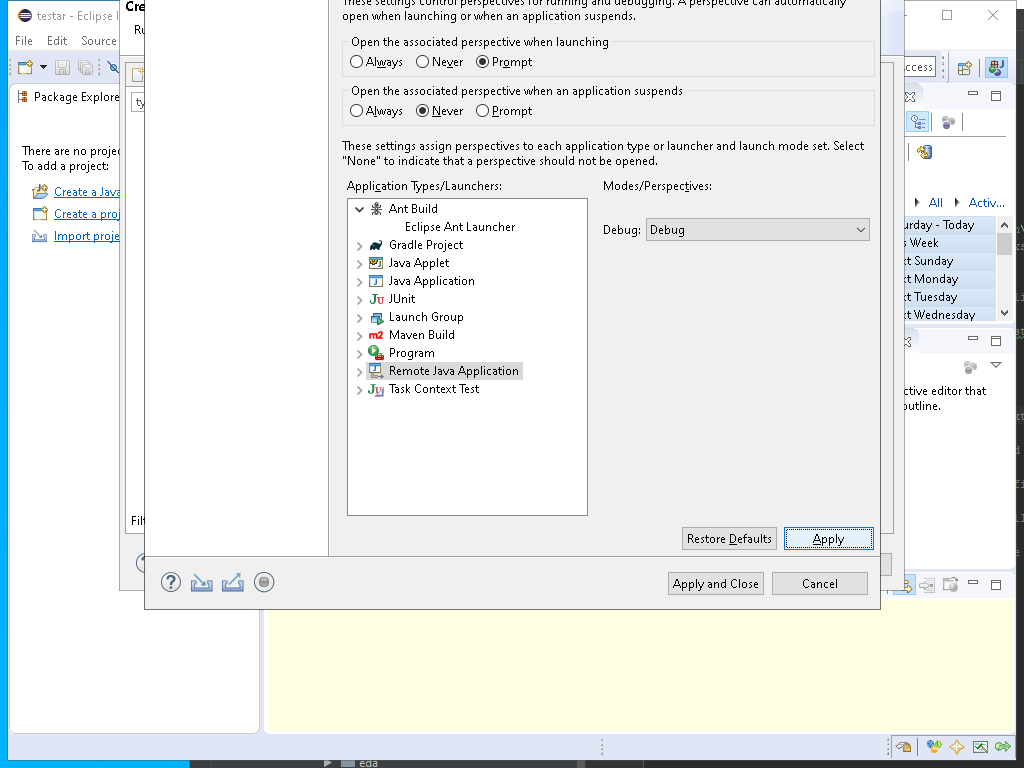 testar - Eclipse
File Edit Source
Cre
Ru
These settings control perspectives for running and debugging. A perspective can automatically
open when launching or when an application suspends.
Open the associated perspective when launching
Always Never Prompt
Open the associated perspective when an application suspends
Always Never Prompt
These settings assign perspectives to each application type or launcher and launch mode set. Select
"None" to indicate that a perspective should not be opened.
Application Types/Launchers:
Modes/Perspectives:
Ant Build
Eclipse Ant Launcher
Gradle Project
Java Applet
Java Application
JUnit
Launch Group
Maven Build
Program
Remote Java Application
Task Context Test
Debug: Debug
Restore Defaults Apply
Apply and Close Cancel
Package Explore
ty
There are no proje
To add a project:
Create a Java
Create a proj
Import proje
Filt
ccess
All Activ...
urday - Today
s Week
xt Sunday
xt Monday
xt Tuesday
xt Wednesday
ctive editor that
outline.
eda